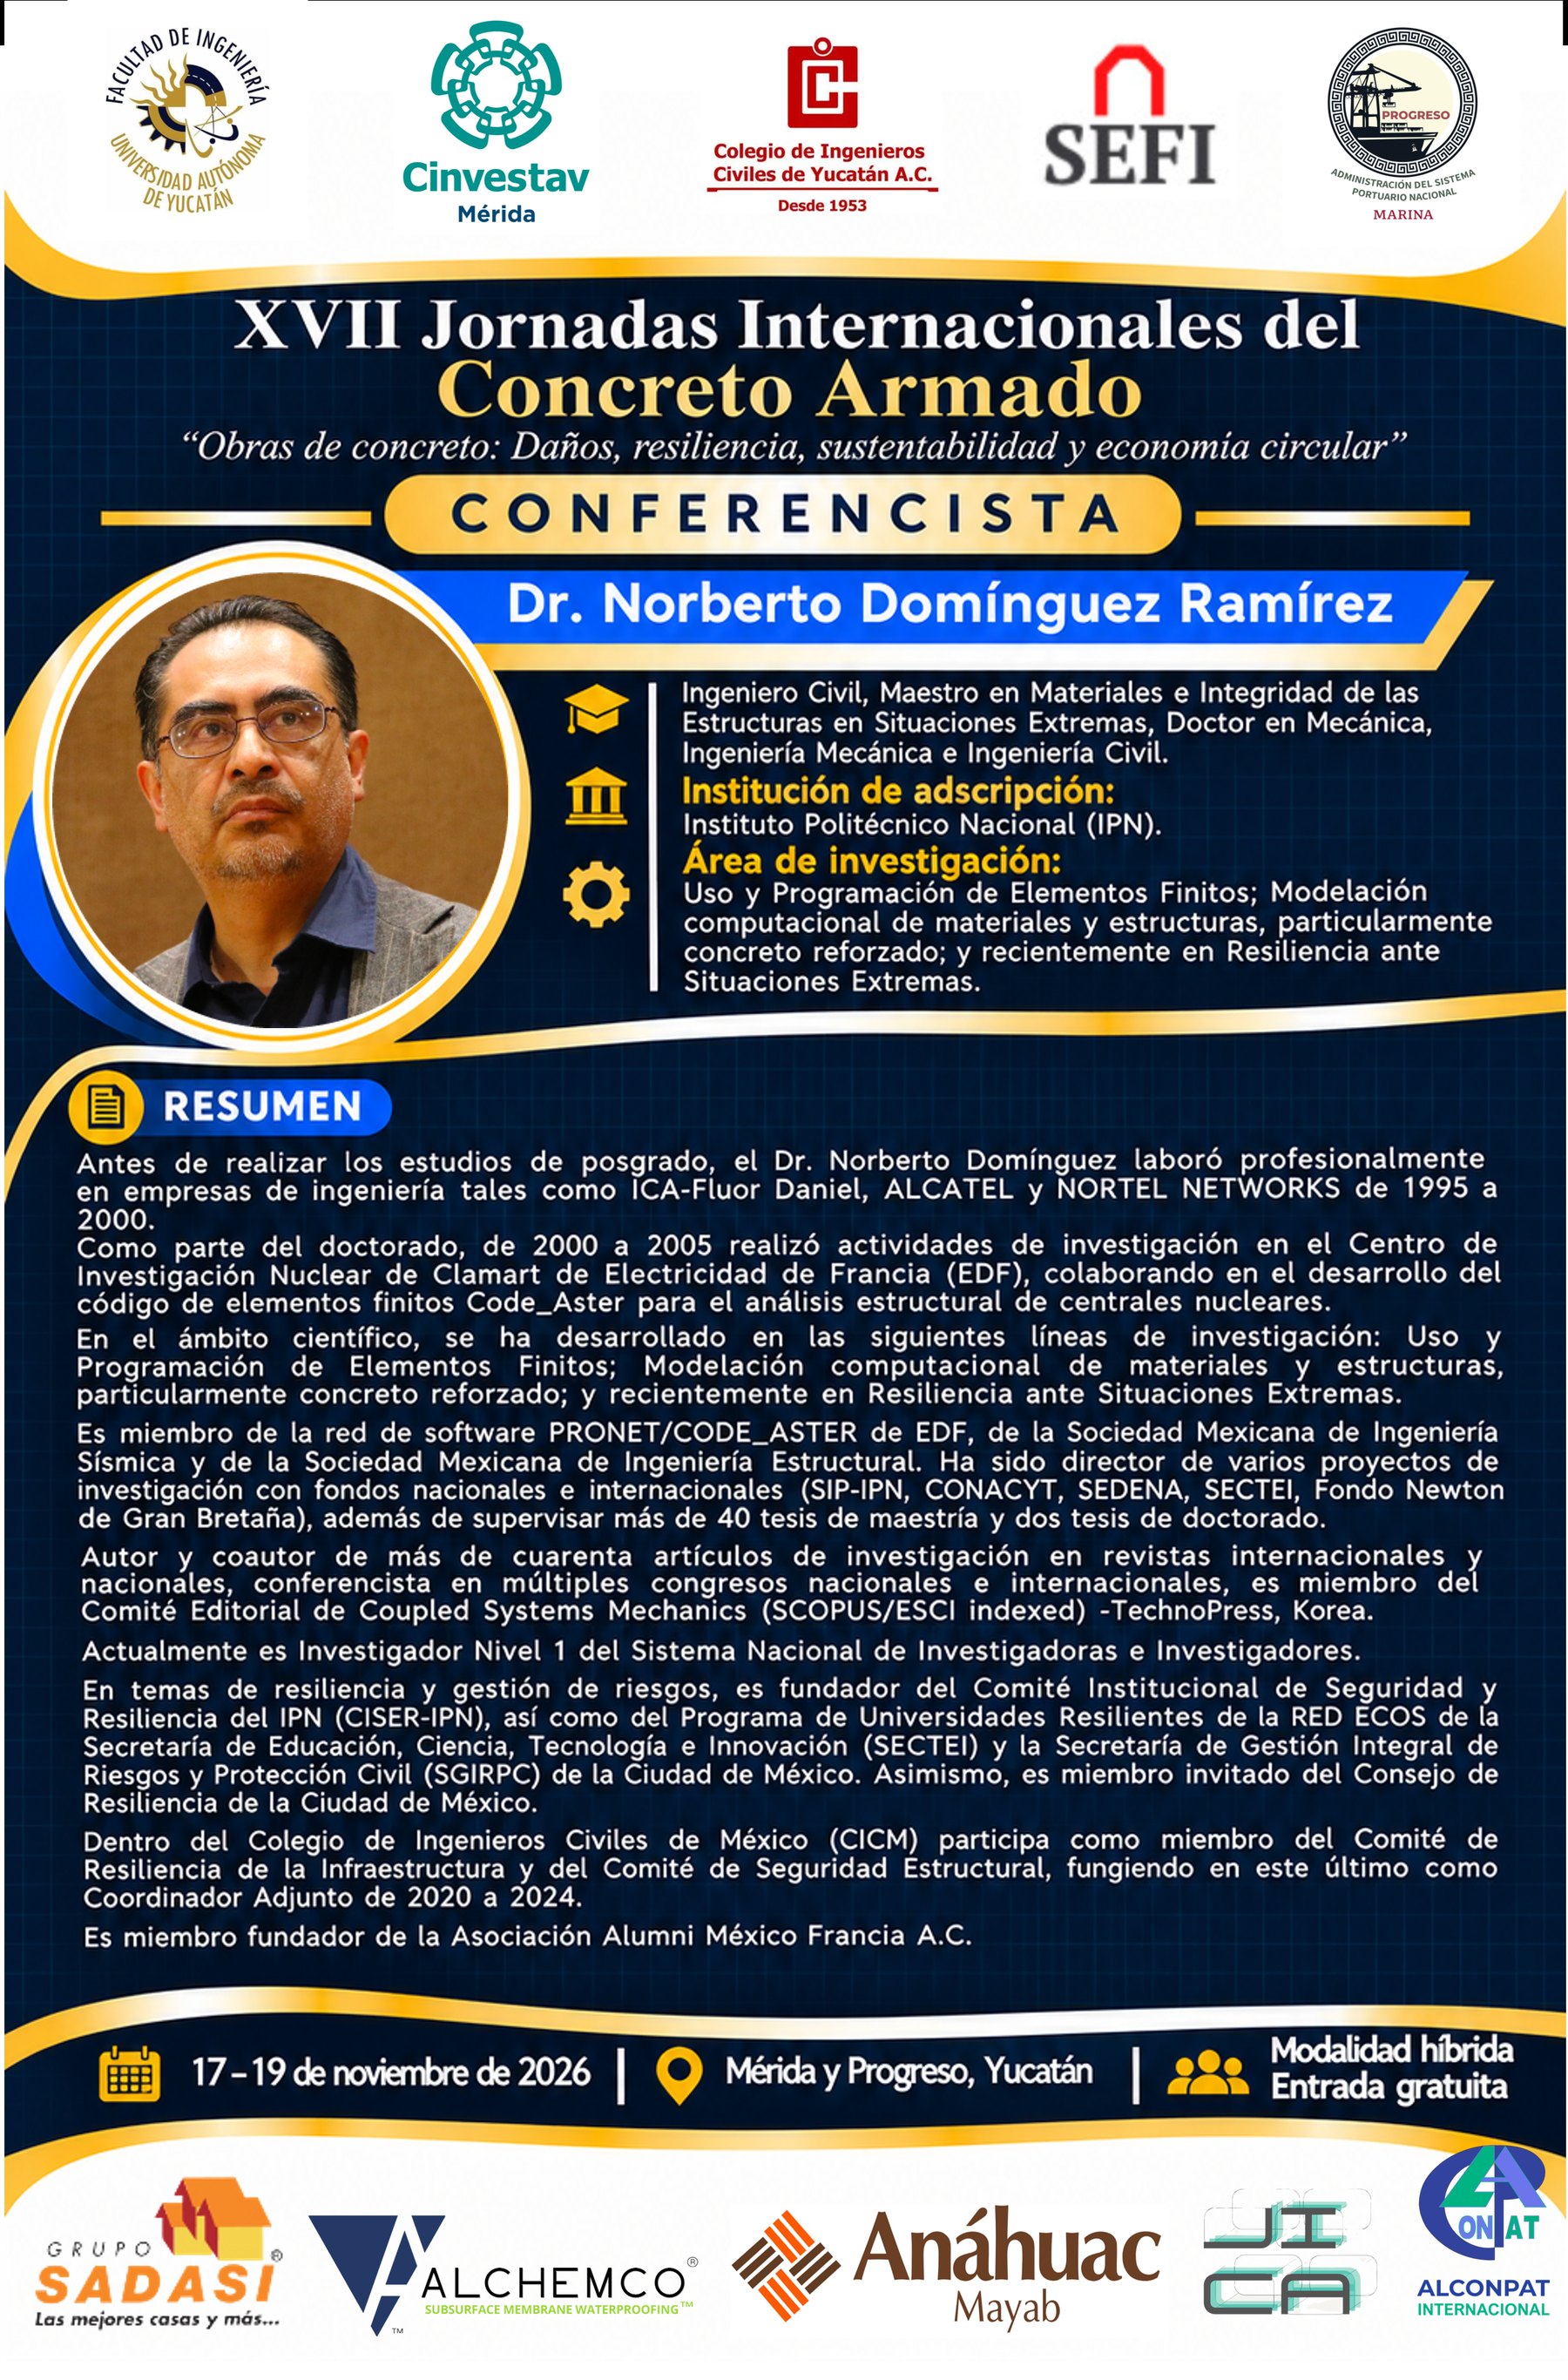 FACULTAD DE INGENIERÍA
UNIVERSIDAD AUTÓNOMA
DE YUCATÁN
Cinvestav
Mérida
Colegio de Ingenieros
Civiles de Yucatán A.C.
Desde 1953
SEFI
PROGRESO
ADMINISTRACIÓN DEL SISTEMA
PORTUARIO NACIONAL
MARINA
XVII Jornadas Internacionales del
Concreto Armado
“Obras de concreto: Daños, resiliencia, sustentabilidad y economía circular”
CONFERENCISTA
Dr. Norberto Domínguez Ramírez
Ingeniero Civil, Maestro en Materiales e Integridad de las
Estructuras en Situaciones Extremas, Doctor en Mecánica,
Ingeniería Mecánica e Ingeniería Civil.
Institución de adscripción:
Instituto Politécnico Nacional (IPN).
Área de investigación:
Uso y Programación de Elementos Finitos; Modelación
computacional de materiales y estructuras, particularmente
concreto reforzado; y recientemente en Resiliencia ante
Situaciones Extremas.
RESUMEN
Antes de realizar los estudios de posgrado, el Dr. Norberto Domínguez laboró profesionalmente
en empresas de ingeniería tales como ICA-Fluor Daniel, ALCATEL y NORTEL NETWORKS de 1995 a
2000.
Como parte del doctorado, de 2000 a 2005 realizó actividades de investigación en el Centro de
Investigación Nuclear de Clamart de Electricidad de Francia (EDF), colaborando en el desarrollo del
código de elementos finitos Code_Aster para el análisis estructural de centrales nucleares.
En el ámbito científico, se ha desarrollado en las siguientes líneas de investigación: Uso y
Programación de Elementos Finitos; Modelación computacional de materiales y estructuras,
particularmente concreto reforzado; y recientemente en Resiliencia ante Situaciones Extremas.
Es miembro de la red de software PRONET/CODE_ASTER de EDF, de la Sociedad Mexicana de Ingeniería
Sísmica y de la Sociedad Mexicana de Ingeniería Estructural. Ha sido director de varios proyectos de
investigación con fondos nacionales e internacionales (SIP-IPN, CONACYT, SEDENA, SECTEI, Fondo Newton
de Gran Bretaña), además de supervisar más de 40 tesis de maestría y dos tesis de doctorado.
Autor y coautor de más de cuarenta artículos de investigación en revistas internacionales y
nacionales, conferencista en múltiples congresos nacionales e internacionales, es miembro del
Comité Editorial de Coupled Systems Mechanics (SCOPUS/ESCI indexed) -TechnoPress, Korea.
Actualmente es Investigador Nivel 1 del Sistema Nacional de Investigadoras e Investigadores.
En temas de resiliencia y gestión de riesgos, es fundador del Comité Institucional de Seguridad y
Resiliencia del IPN (CISER-IPN), así como del Programa de Universidades Resilientes de la RED ECOS de la
Secretaría de Educación, Ciencia, Tecnología e Innovación (SECTEI) y la Secretaría de Gestión Integral de
Riesgos y Protección Civil (SGIRPC) de la Ciudad de México. Asimismo, es miembro invitado del Consejo de
Resiliencia de la Ciudad de México.
Dentro del Colegio de Ingenieros Civiles de México (CICM) participa como miembro del Comité de
Resiliencia de la Infraestructura y del Comité de Seguridad Estructural, fungiendo en este último como
Coordinador Adjunto de 2020 a 2024.
Es miembro fundador de la Asociación Alumni México Francia A.C.
17-19 de noviembre de 2026
Mérida y Progreso, Yucatán
Modalidad híbrida
Entrada gratuita
GRUPO
SADASI®
Las mejores casas y más...
ALCHEMCO®
SUBSURFACE MEMBRANE WATERPROOFING™
™
Anáhuac
Mayab
JI
CA
ALCONPAT
ALCONPAT
INTERNACIONAL